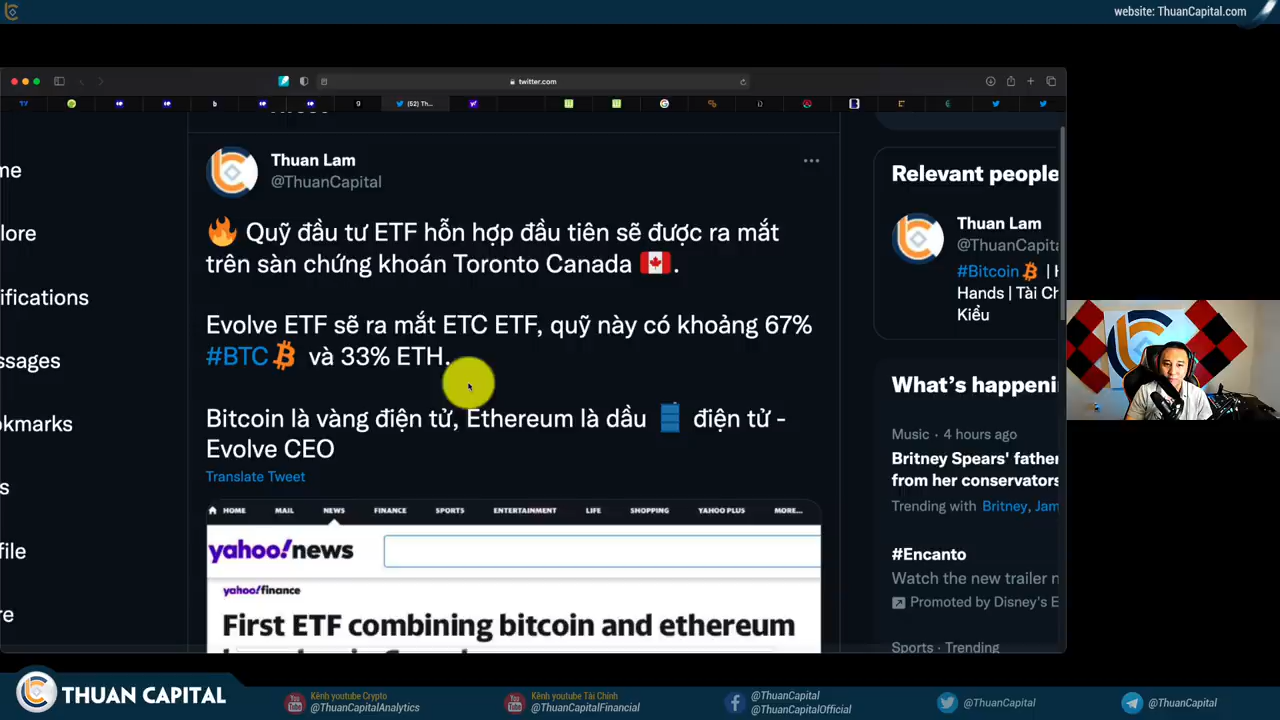 website: ThuanCapital.com
twitter.com
(52) Th...
me
lore
ifications
ssages
okmarks
s
file
re
Thuan Lam
@ThuanCapital
🔥 Quỹ đầu tư ETF hỗn hợp đầu tiên sẽ được ra mắt
trên sàn chứng khoán Toronto Canada 🇨🇦.
Evolve ETF sẽ ra mắt ETC ETF, quỹ này có khoảng 67%
#BTC và 33% ETH.
Bitcoin là vàng điện tử, Ethereum là dầu 🛢 điện tử -
Evolve CEO
Translate Tweet
HOME MAIL NEWS FINANCE SPORTS ENTERTAINMENT LIFE SHOPPING YAHOO PLUS MORE...
yahoo!news
yahoo!finance
First ETF combining bitcoin and ethereum
Relevant people
Thuan Lam
@ThuanCapita
#Bitcoin | H
Hands | Tài Ch
Kiều
What's happeni
Music · 4 hours ago
Britney Spears' father
from her conservators
Trending with Britney, Jam
#Encanto
Watch the new trailer n
Promoted by Disney's E
Sports · Trending
THUAN CAPITAL
Kênh youtube Crypto
@ThuanCapitalAnalytics
Kênh youtube Tài Chính
@ThuanCapitalFinancial
@ThuanCapital
@ThuanCapitalOfficial
@ThuanCapital
@ThuanCapital